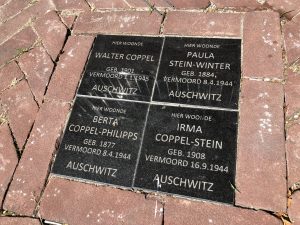 HIER WOONDE
WALTER COPPEL
GEB. 1901
VERMOORD 1945
AUSCHWITZ
HIER WOONDE
PAULA
STEIN-WINTER
GEB. 1884
VERMOORD 8.4.1944
AUSCHWITZ
HIER WOONDE
BERTA
COPPEL-PHILIPPS
GEB. 1877
VERMOORD 8.4.1944
AUSCHWITZ
HIER WOONDE
IRMA
COPPEL-STEIN
GEB. 1908
VERMOORD 16.9.1944
AUSCHWITZ